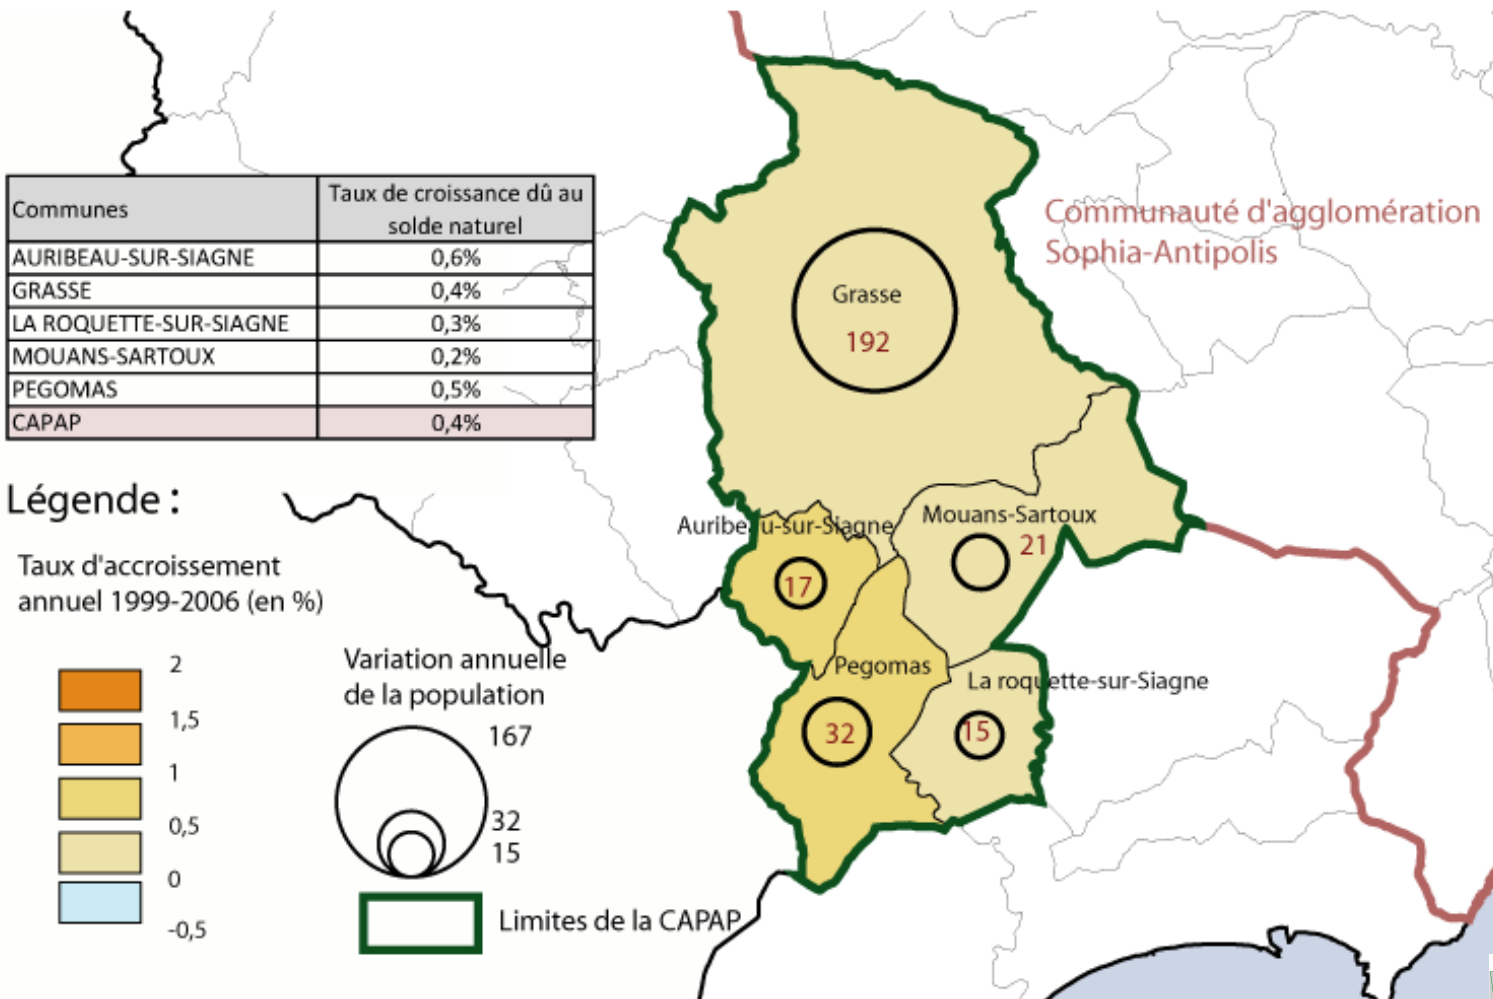 Communes
Taux de croissance dû au
solde naturel
AURIBEAU-SUR-SIAGNE 0,6%
GRASSE 0,4%
LA ROQUETTE-SUR-SIAGNE 0,3%
MOUANS-SARTOUX 0,2%
PEGOMAS 0,5%
CAPAP 0,4%
Communauté d'agglomération
Sophia-Antipolis
Grasse
192
Auribeau-sur-Siagne
17
Mouans-Sartoux
21
Pegomas
32
La roquette-sur-Siagne
15
Légende :
Taux d'accroissement
annuel 1999-2006 (en %)
2
1,5
1
0,5
0
-0,5
Variation annuelle
de la population
167
32
15
Limites de la CAPAP